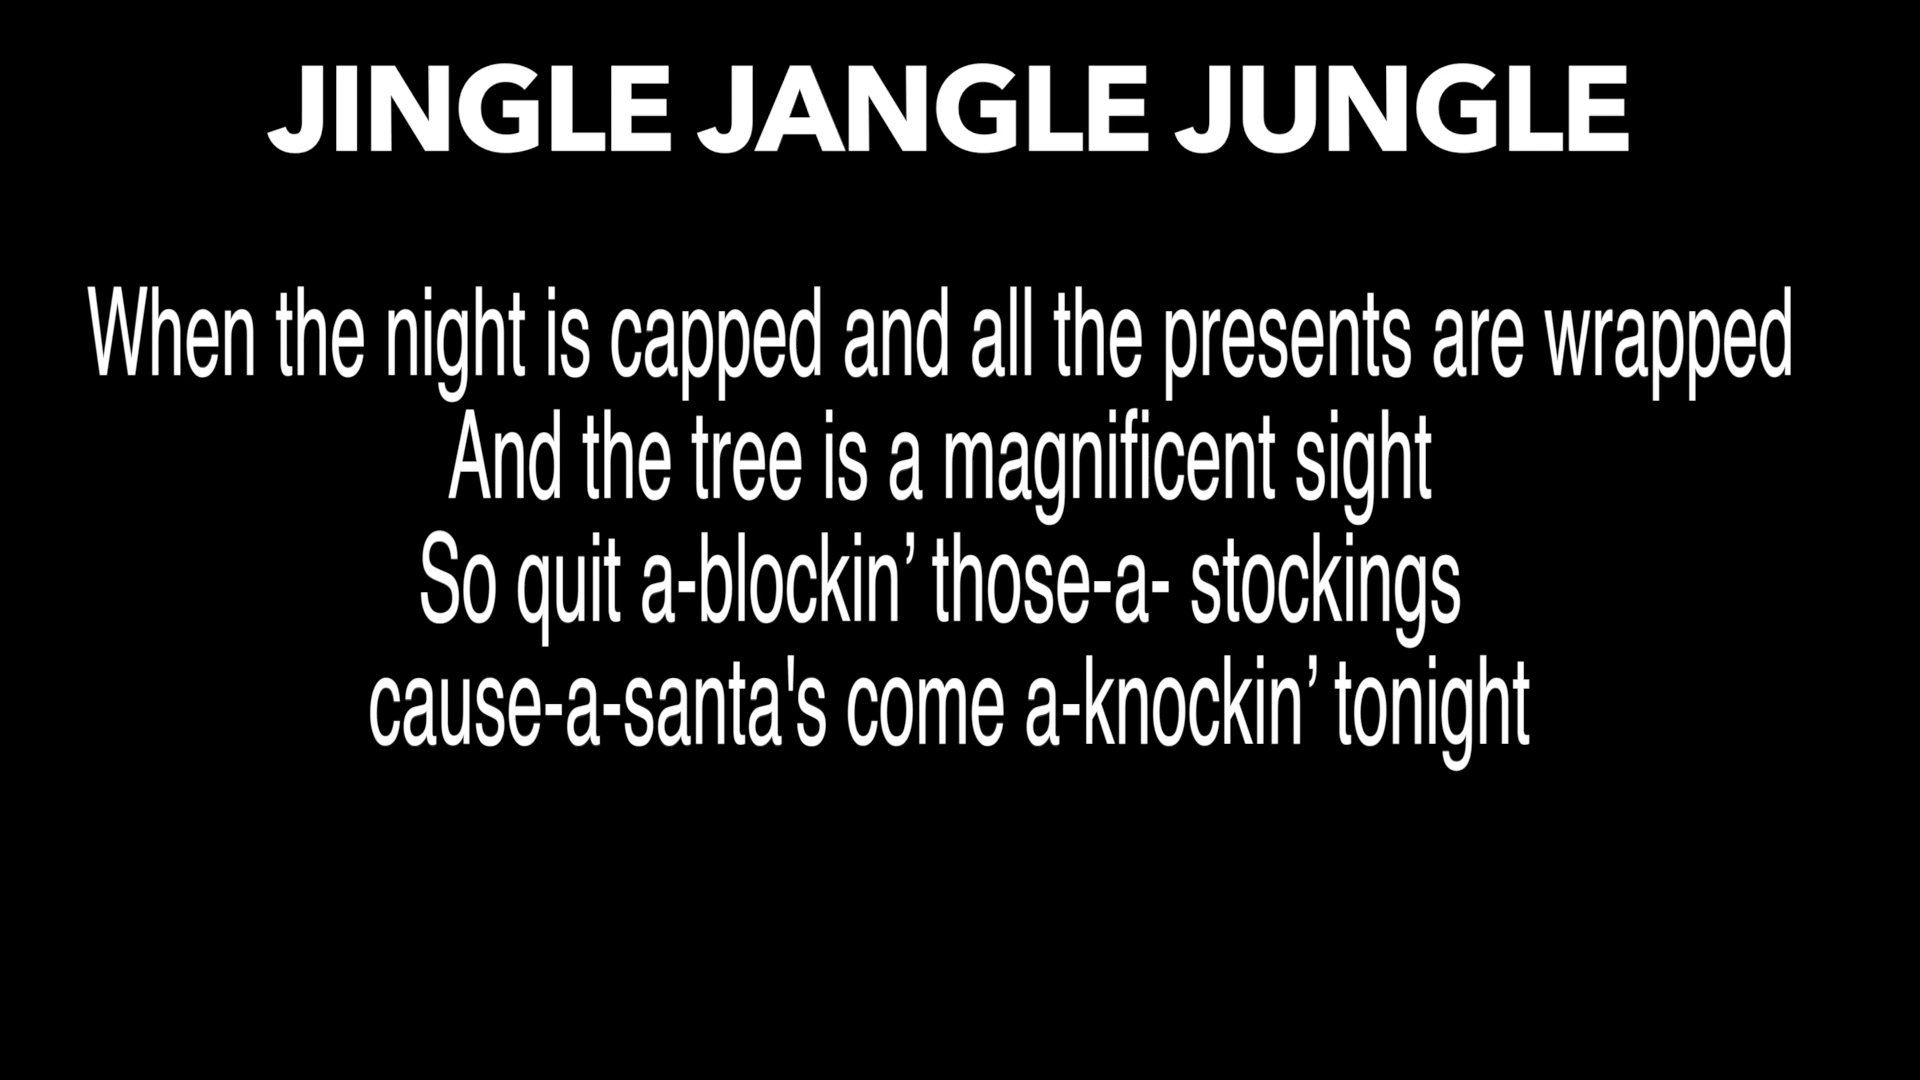 JINGLE JANGLE JUNGLE
When the night is capped and all the presents are wrapped
And the tree is a magnificent sight
So quit a-blockin’ those-a- stockings
cause-a-santa's come a-knockin’ tonight